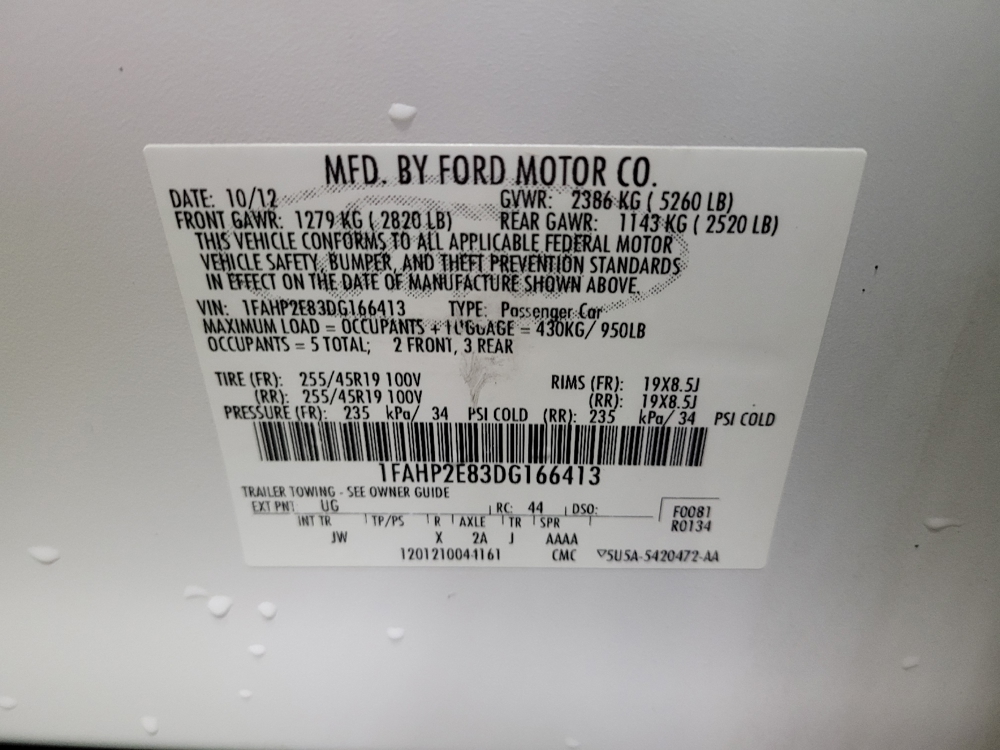 MFD. BY FORD MOTOR CO.
DATE: 10/12 GVWR: 2386 KG ( 5260 LB)
FRONT GAWR: 1279 KG ( 2820 LB) REAR GAWR: 1143 KG ( 2520 LB)
THIS VEHICLE CONFORMS TO ALL APPLICABLE FEDERAL MOTOR
VEHICLE SAFETY, BUMPER, AND THEFT PREVENTION STANDARDS
IN EFFECT ON THE DATE OF MANUFACTURE SHOWN ABOVE.
VIN: 1FAHP2E83DG166413 TYPE: Passenger Car
MAXIMUM LOAD = OCCUPANTS + LUGGAGE = 430KG/ 950LB
OCCUPANTS = 5 TOTAL; 2 FRONT, 3 REAR
TIRE (FR): 255/45R19 100V RIMS (FR): 19X8.5J
(RR): 255/45R19 100V (RR): 19X8.5J
PRESSURE (FR): 235 kPa/ 34 PSI COLD (RR): 235 kPa/ 34 PSI COLD
1FAHP2E83DG166413
TRAILER TOWING - SEE OWNER GUIDE
EXT PNT: UG RC: 44 DSO: F0081
INT TR TP/PS R AXLE TR SPR R0134
JW X 2A J AAAA
1201210044161 CMC ▽5U5A-5420472-AA